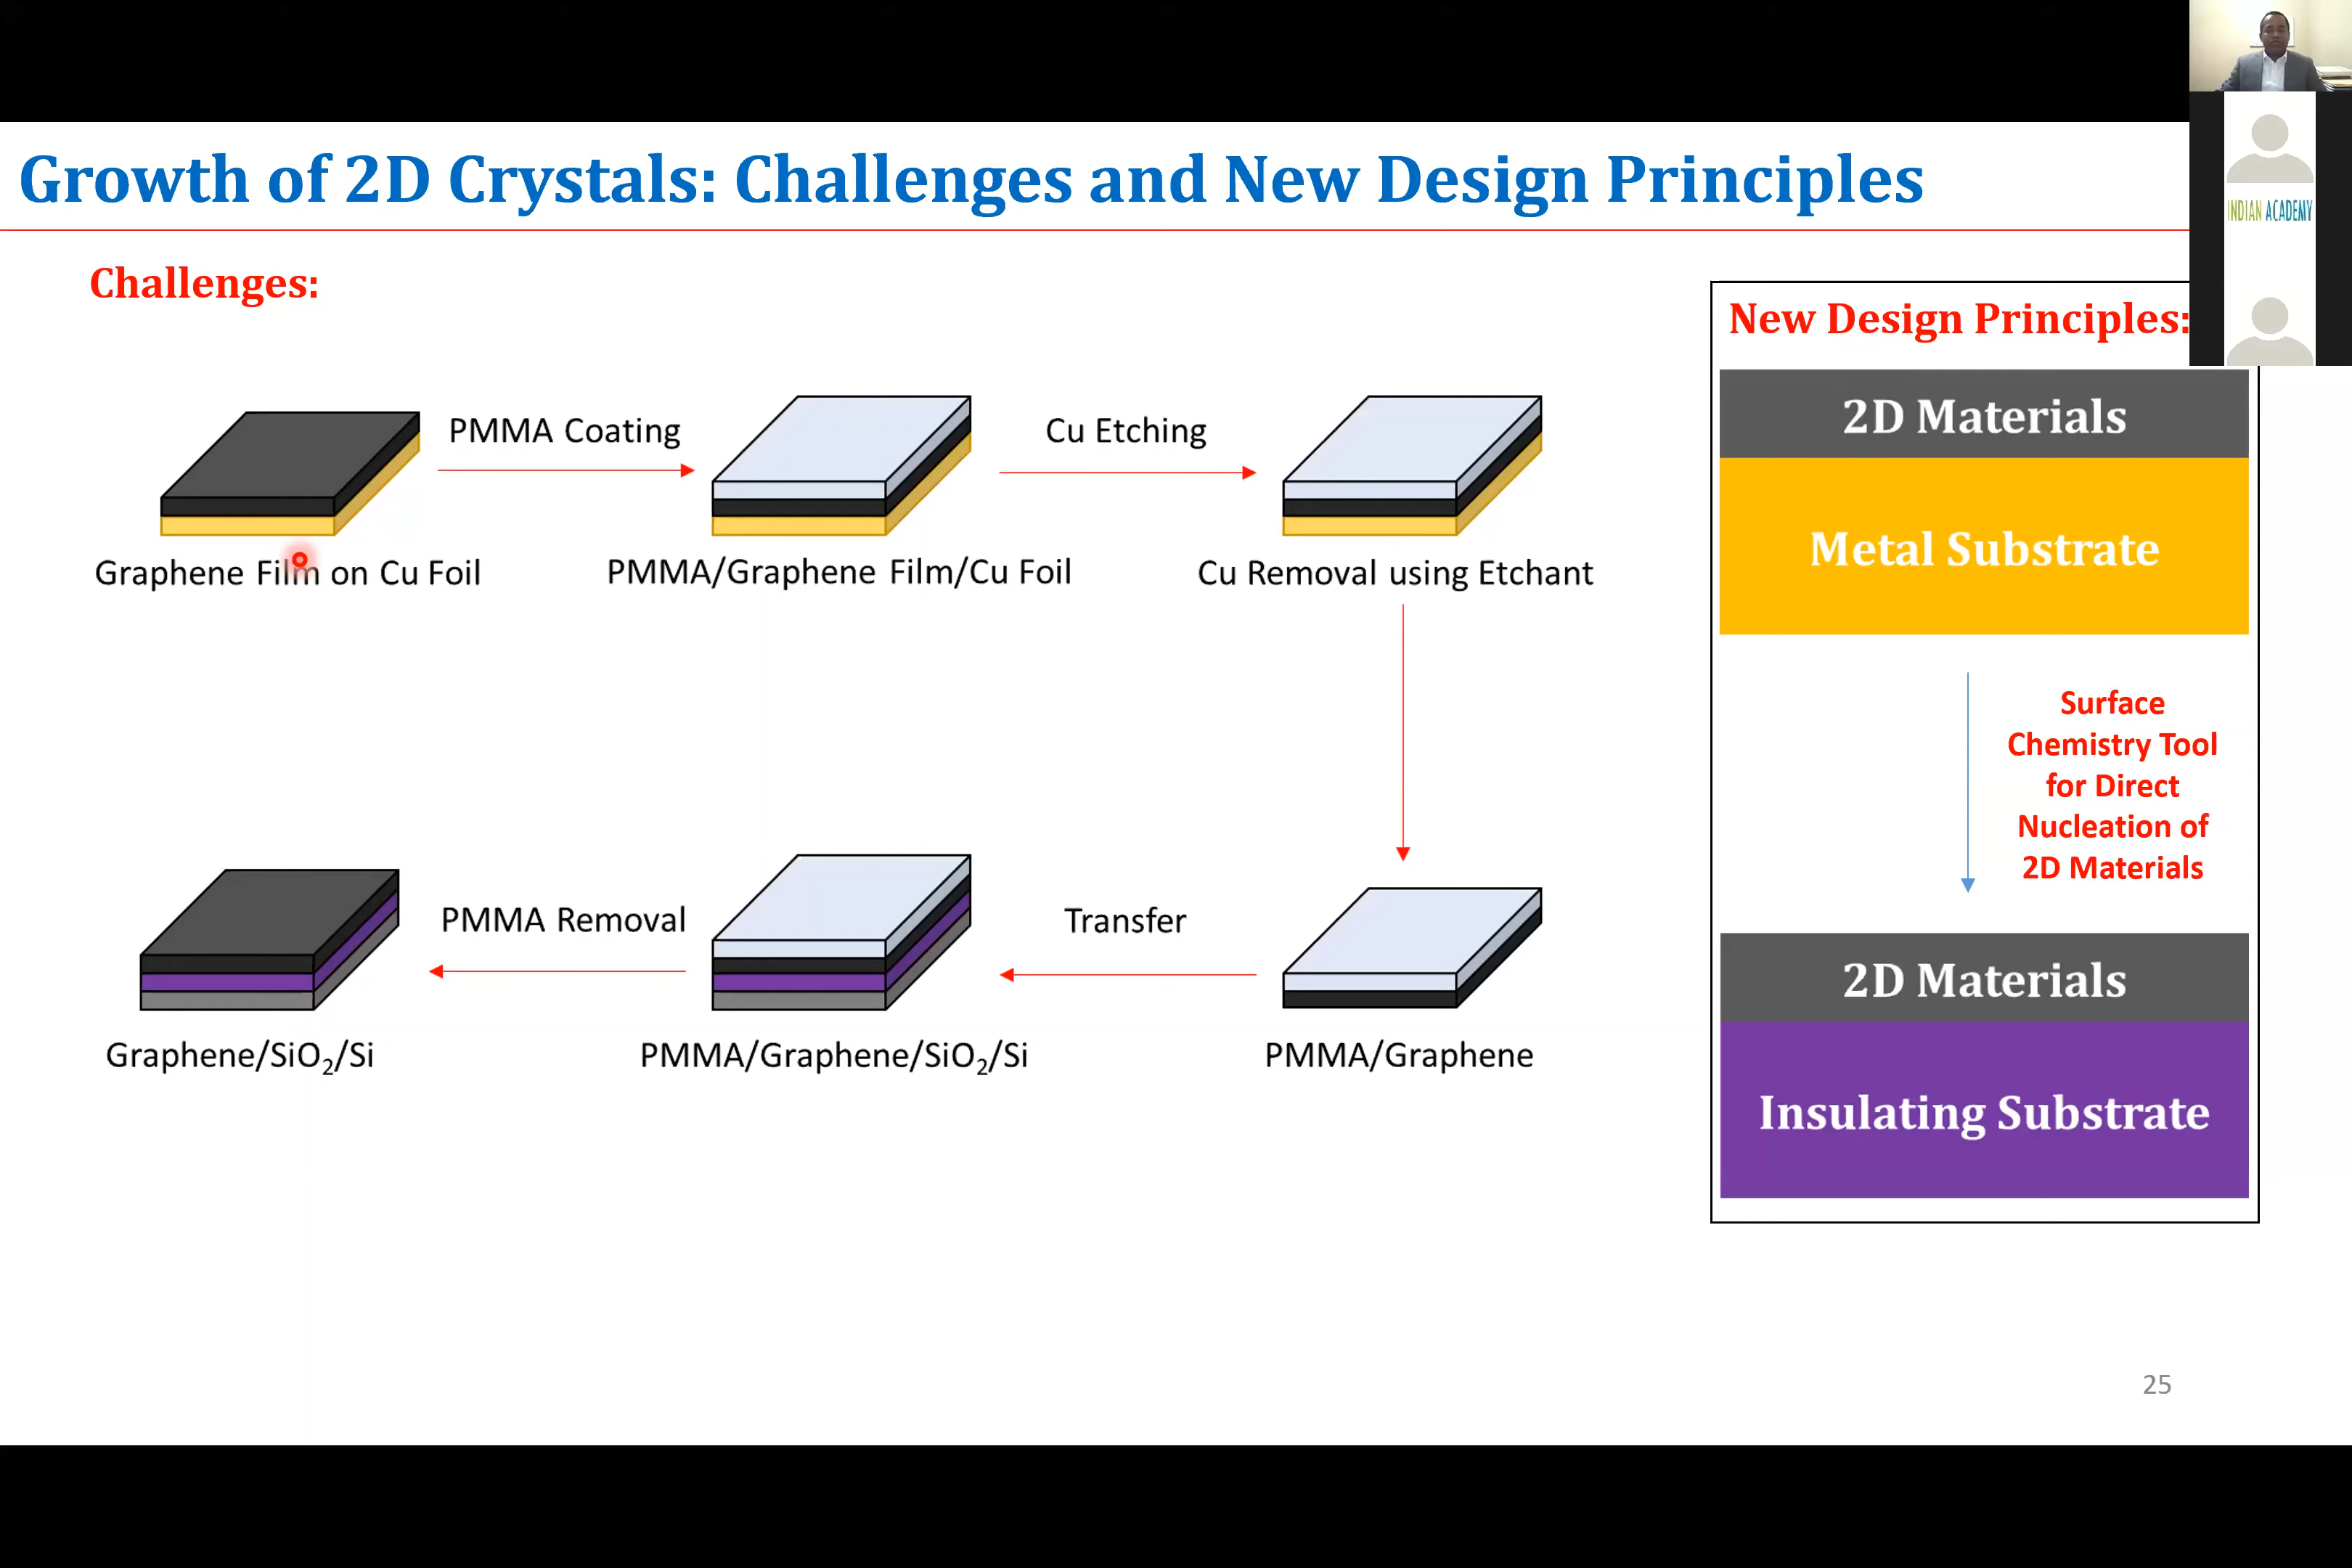 Growth of 2D Crystals: Challenges and New Design Principles
INDIAN ACADEMY
Challenges:
PMMA Coating
Cu Etching
Graphene Film on Cu Foil
PMMA/Graphene Film/Cu Foil
Cu Removal using Etchant
PMMA Removal
Transfer
Graphene/SiO₂/Si
PMMA/Graphene/SiO₂/Si
PMMA/Graphene
New Design Principles:
2D Materials
Metal Substrate
Surface
Chemistry Tool
for Direct
Nucleation of
2D Materials
2D Materials
Insulating Substrate
25